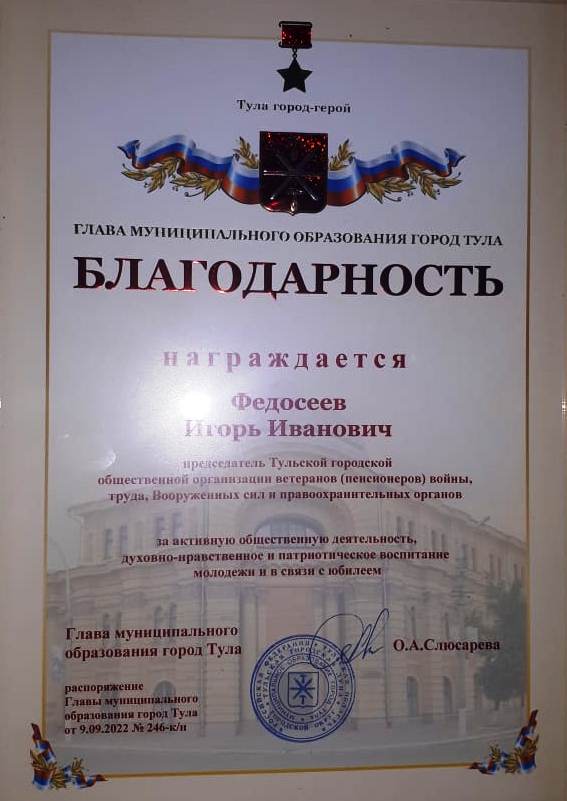 Тула город-герой
ГЛАВА МУНИЦИПАЛЬНОГО ОБРАЗОВАНИЯ ГОРОД ТУЛА
БЛАГОДАРНОСТЬ
награждается
Федосеев
Игорь Иванович
председатель Тульской городской
общественной организации ветеранов (пенсионеров) войны,
труда, Вооруженных сил и правоохранительных органов
за активную общественную деятельность,
духовно-нравственное и патриотическое воспитание
молодежи и в связи с юбилеем
Глава муниципального
образования город Тула
О.А.Слюсарева
распоряжение
Главы муниципального
образования город Тула
от 9.09.2022 № 246-к/н